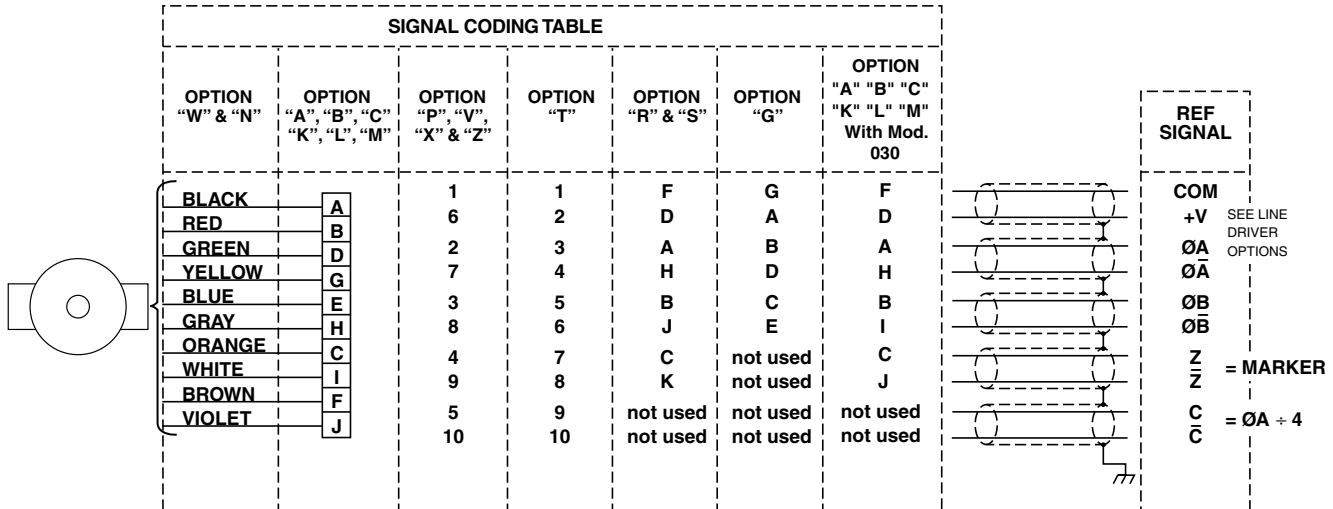 SIGNAL CODING TABLE
OPTION "W" & "N"
OPTION "A", "B", "C" "K", "L", "M"
OPTION "P", "V", "X" & "Z"
OPTION "T"
OPTION "R" & "S"
OPTION "G"
OPTION "A" "B" "C" "K" "L" "M" With Mod. 030
REF SIGNAL
BLACK A 1 1 F G F COM
RED B 6 2 D A D +V
GREEN D 2 3 A B A ØA
YELLOW G 7 4 H D H ØA̅
BLUE E 3 5 B C B ØB
GRAY H 8 6 J E I ØB̅
ORANGE C 4 7 C not used C Z
WHITE I 9 8 K not used J Z̅
BROWN F 5 9 not used not used not used C
VIOLET J 10 10 not used not used not used C̅
SEE LINE
DRIVER
OPTIONS
= MARKER
= ØA ÷ 4